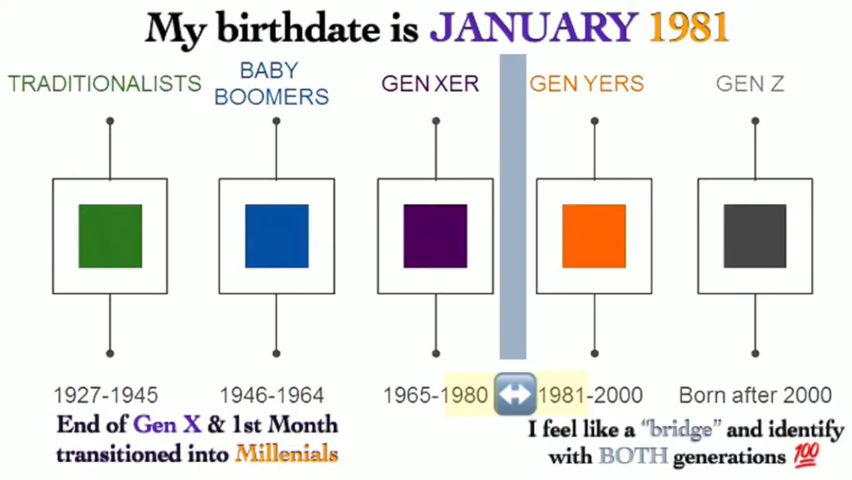 My birthdate is JANUARY 1981
TRADITIONALISTS
BABY
BOOMERS
GEN XER
GEN YERS
GEN Z
1927-1945
1946-1964
1965-1980
1981-2000
Born after 2000
End of Gen X & 1st Month
transitioned into Millenials
I feel like a "bridge" and identify
with BOTH generations 💯